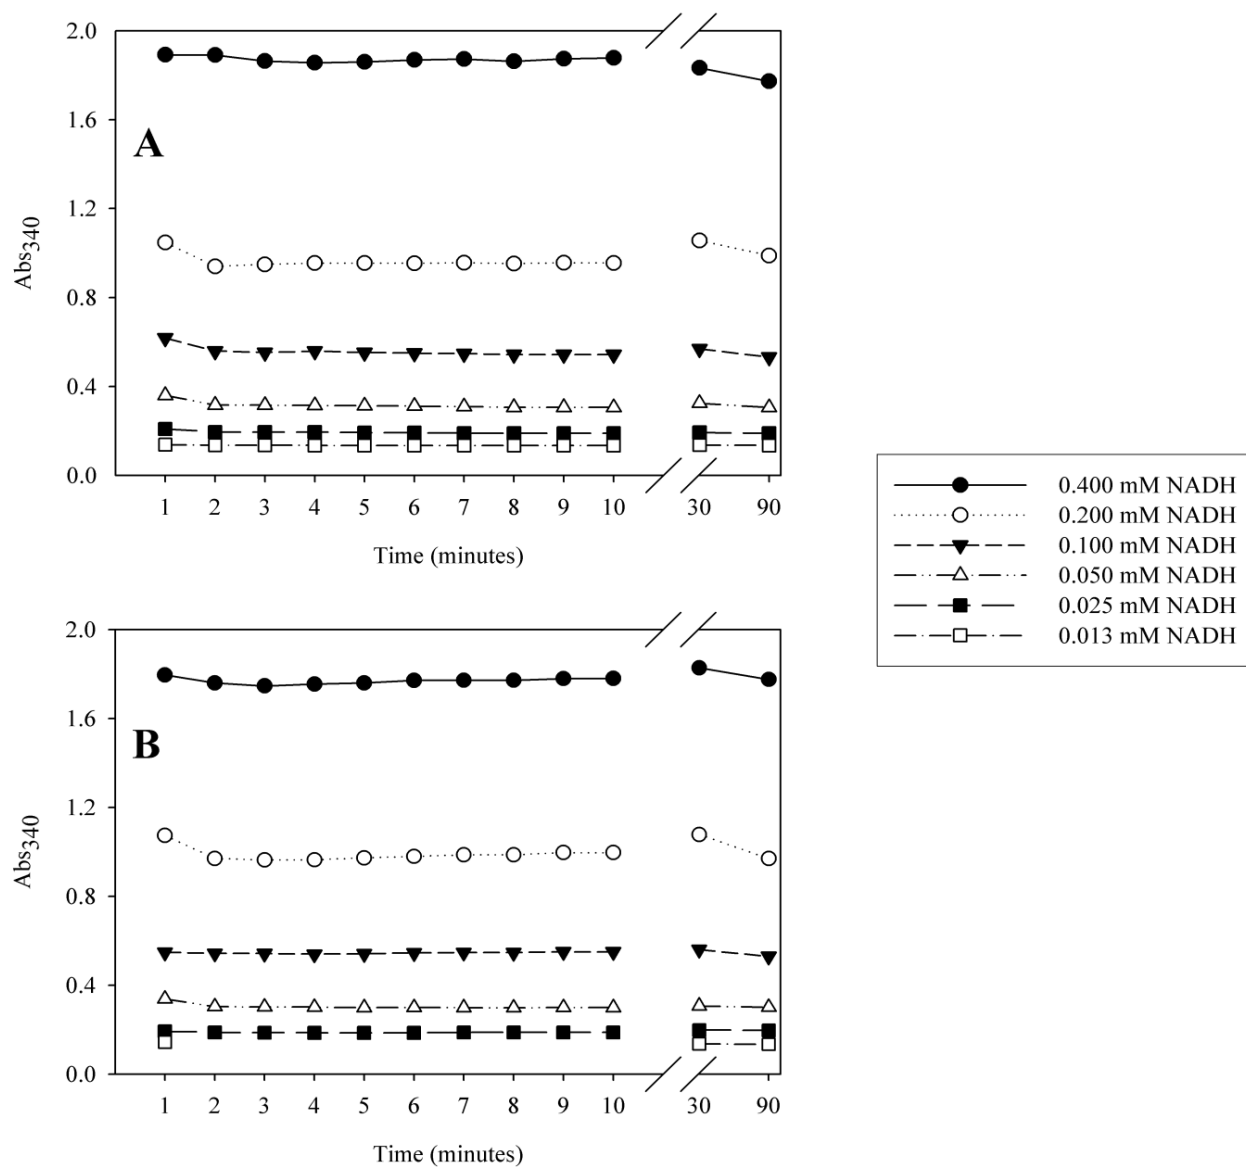 2.0
1.6
1.2
0.8
0.4
0.0
Abs340
A
1 2 3 4 5 6 7 8 9 10 30 90
Time (minutes)
0.400 mM NADH
0.200 mM NADH
0.100 mM NADH
0.050 mM NADH
0.025 mM NADH
0.013 mM NADH
2.0
1.6
1.2
0.8
0.4
0.0
Abs340
B
1 2 3 4 5 6 7 8 9 10 30 90
Time (minutes)